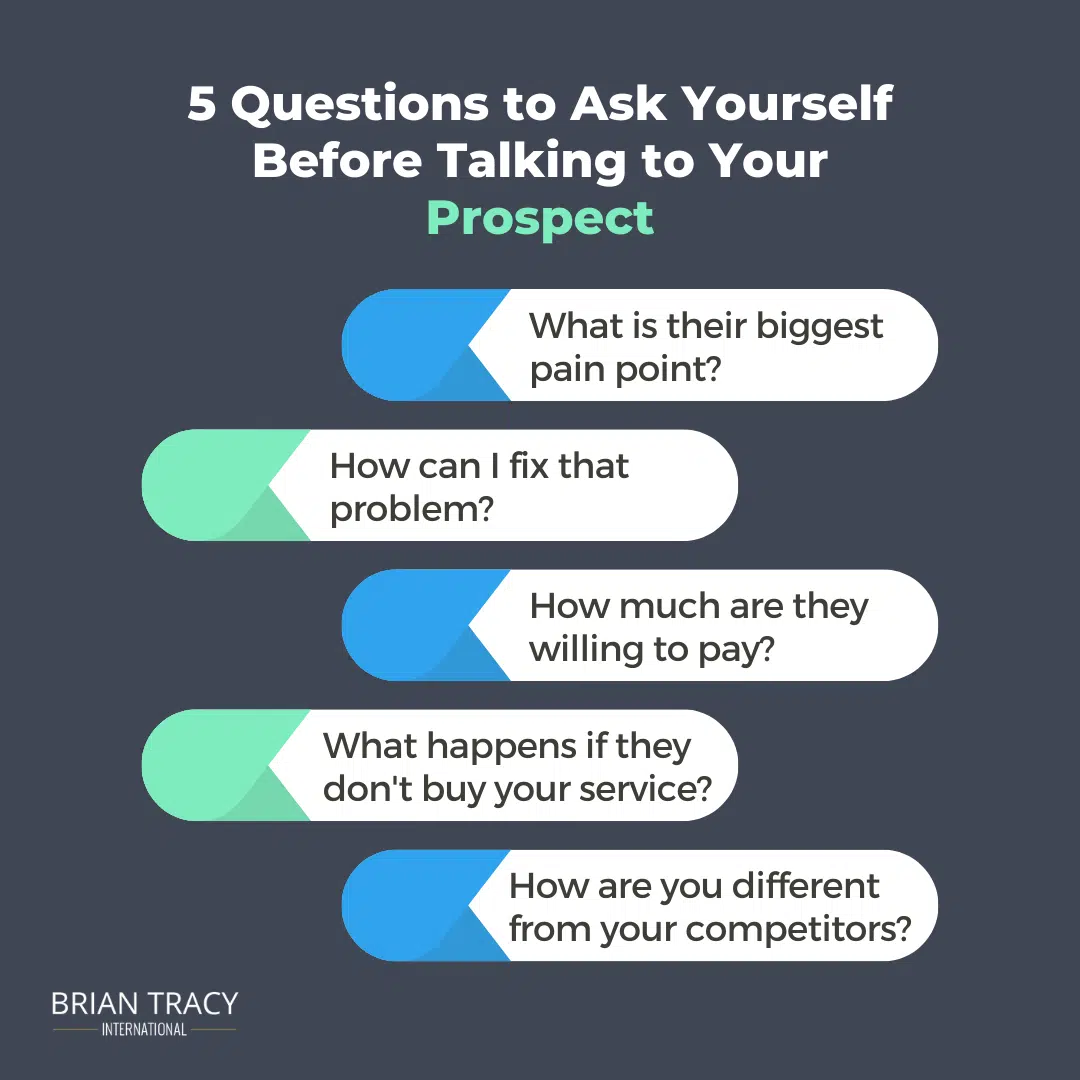 5 Questions to Ask Yourself
Before Talking to Your
Prospect
What is their biggest
pain point?
How can I fix that
problem?
How much are they
willing to pay?
What happens if they
don't buy your service?
How are you different
from your competitors?
BRIAN TRACY
INTERNATIONAL